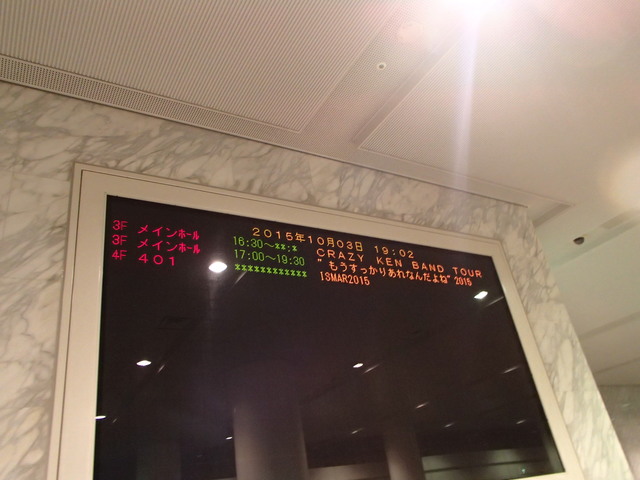 2015年10月03日 19:02
3F メインホール 16:30～**:* CRAZY KEN BAND TOUR
3F メインホール 17:00～19:30 "もうすっかりあれなんだよね" 2015
4F 401 ************ ISMAR2015